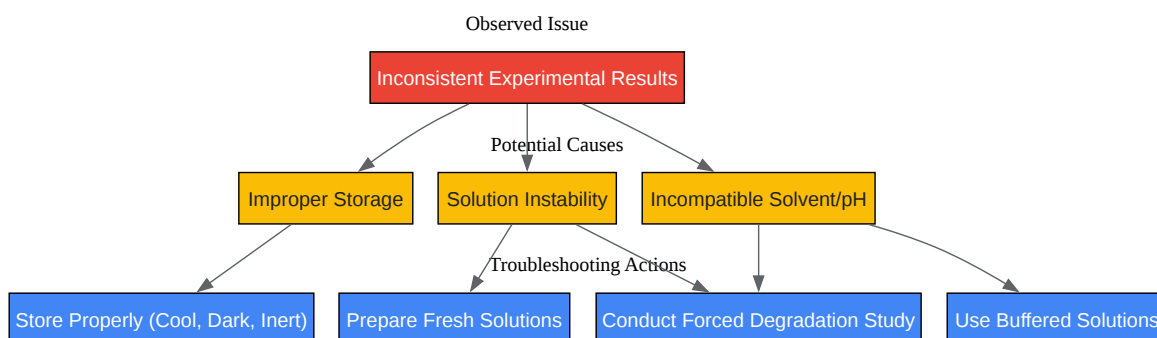 Observed Issue
Inconsistent Experimental Results
Potential Causes
Improper Storage
Solution Instability
Incompatible Solvent/pH
Troubleshooting Actions
Store Properly (Cool, Dark, Inert)
Prepare Fresh Solutions
Conduct Forced Degradation Study
Use Buffered Solutions